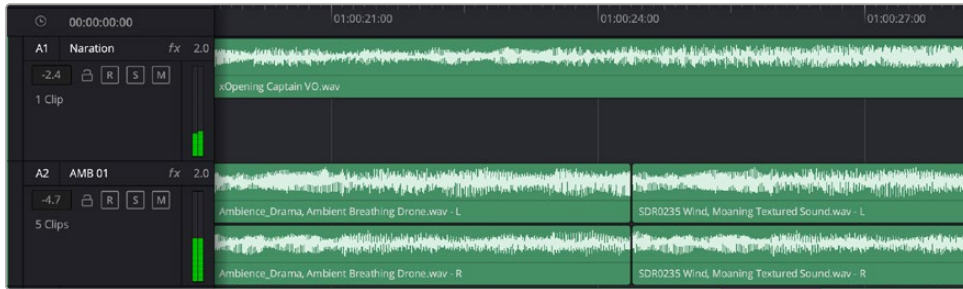 00:00:00:00 01:00:21:00 01:00:24:00 01:00:27:00
A1 Naration fx 2.0
-2.4 R S M
xOpening Captain VO.wav
1 Clip
A2 AMB 01 fx 2.0
-4.7 R S M
Ambience_Drama, Ambient Breathing Drone.wav - L SDR0235 Wind, Moaning Textured Sound.wav - L
5 Clips
Ambience_Drama, Ambient Breathing Drone.wav - R SDR0235 Wind, Moaning Textured Sound.wav - R